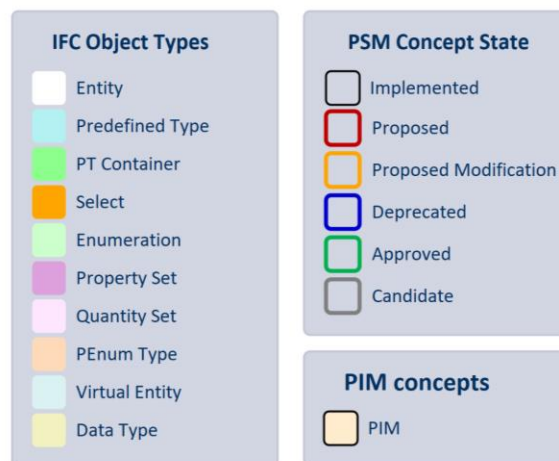 IFC Object Types
Entity
Predefined Type
PT Container
Select
Enumeration
Property Set
Quantity Set
PEnum Type
Virtual Entity
Data Type
PSM Concept State
Implemented
Proposed
Proposed Modification
Deprecated
Approved
Candidate
PIM concepts
PIM